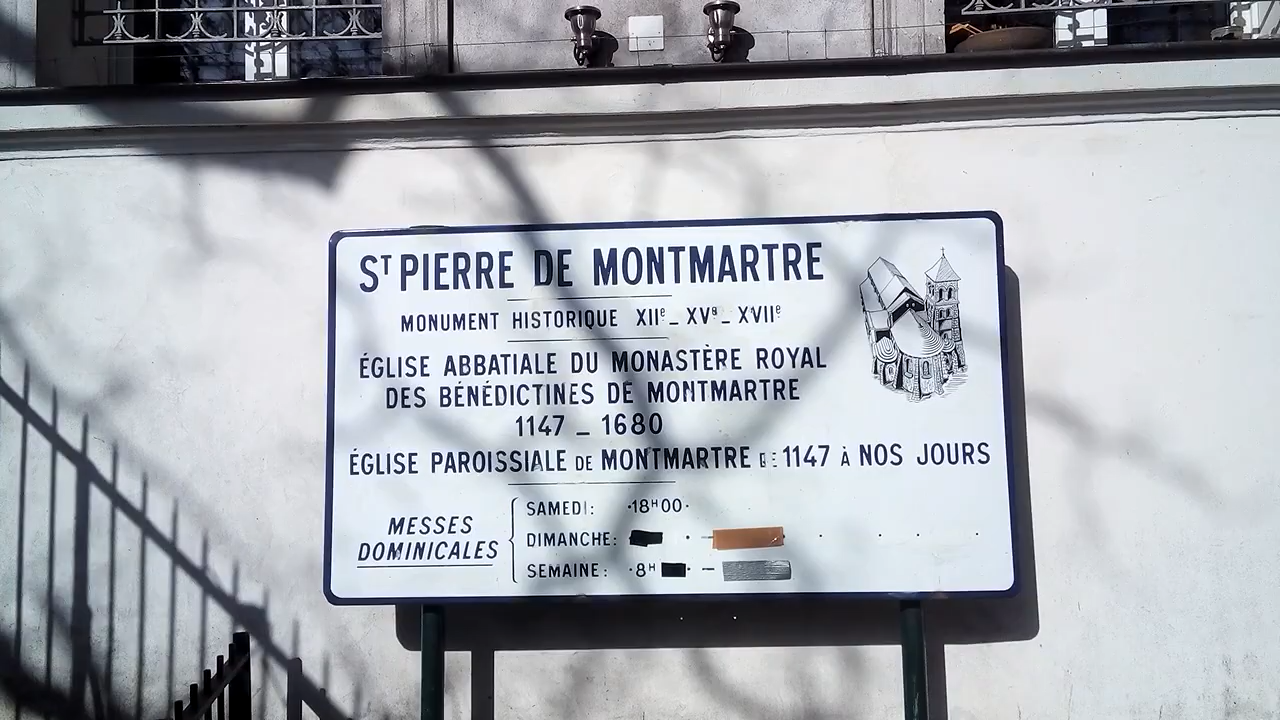 Sᵀ PIERRE DE MONTMARTRE
MONUMENT HISTORIQUE XIIᵉ - XVᵉ - XVIIᵉ
ÉGLISE ABBATIALE DU MONASTÈRE ROYAL
DES BÉNÉDICTINES DE MONTMARTRE
1147 - 1680
ÉGLISE PAROISSIALE DE MONTMARTRE DE 1147 À NOS JOURS
MESSES
DOMINICALES
SAMEDI: ·18ᴴ00·
DIMANCHE:
SEMAINE: ·8ᴴ